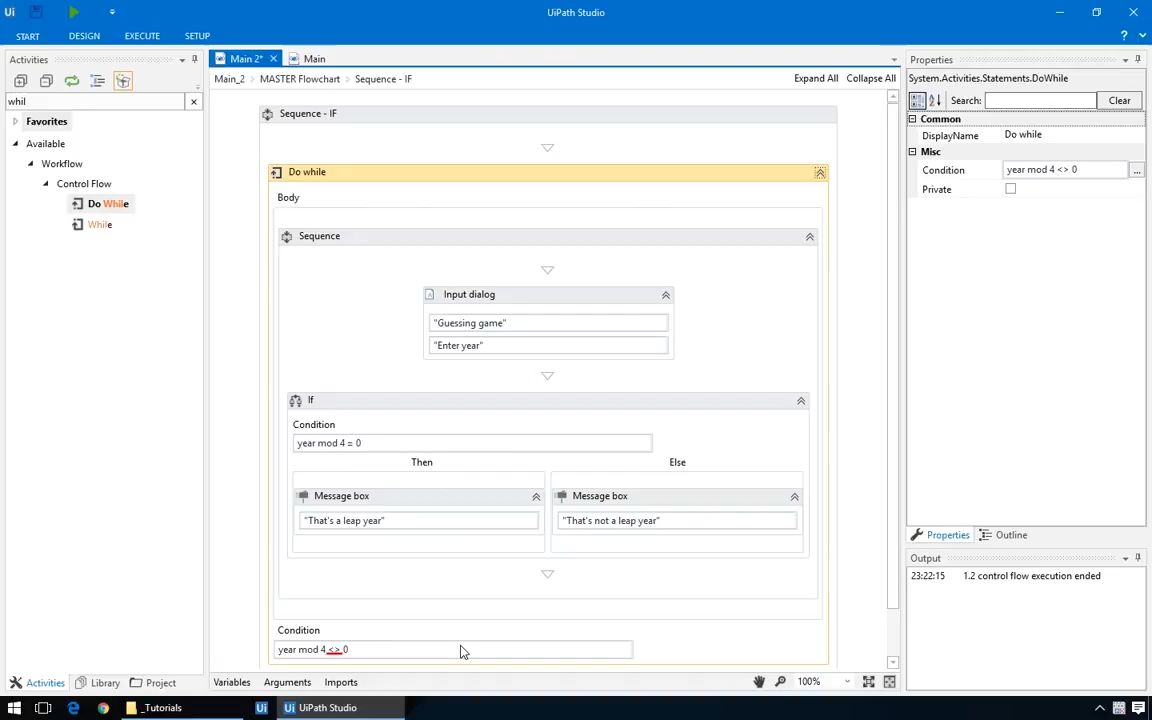 Ui
UiPath Studio
START DESIGN EXECUTE SETUP
?
Activities
whil
Favorites
Available
Workflow
Control Flow
Do While
While
Activities Library Project
Main 2* Main
Main_2 > MASTER Flowchart > Sequence - IF
Expand All Collapse All
Sequence - IF
Do while
Body
Sequence
Input dialog
"Guessing game"
"Enter year"
If
Condition
year mod 4 = 0
Then Else
Message box Message box
"That's a leap year" "That's not a leap year"
Condition
year mod 4 <> 0
Variables Arguments Imports
100%
Properties
System.Activities.Statements.DoWhile
Search: Clear
Common
DisplayName Do while
Misc
Condition year mod 4 <> 0 ...
Private
Properties Outline
Output
23:22:15 1.2 control flow execution ended
_Tutorials Ui Ui UiPath Studio